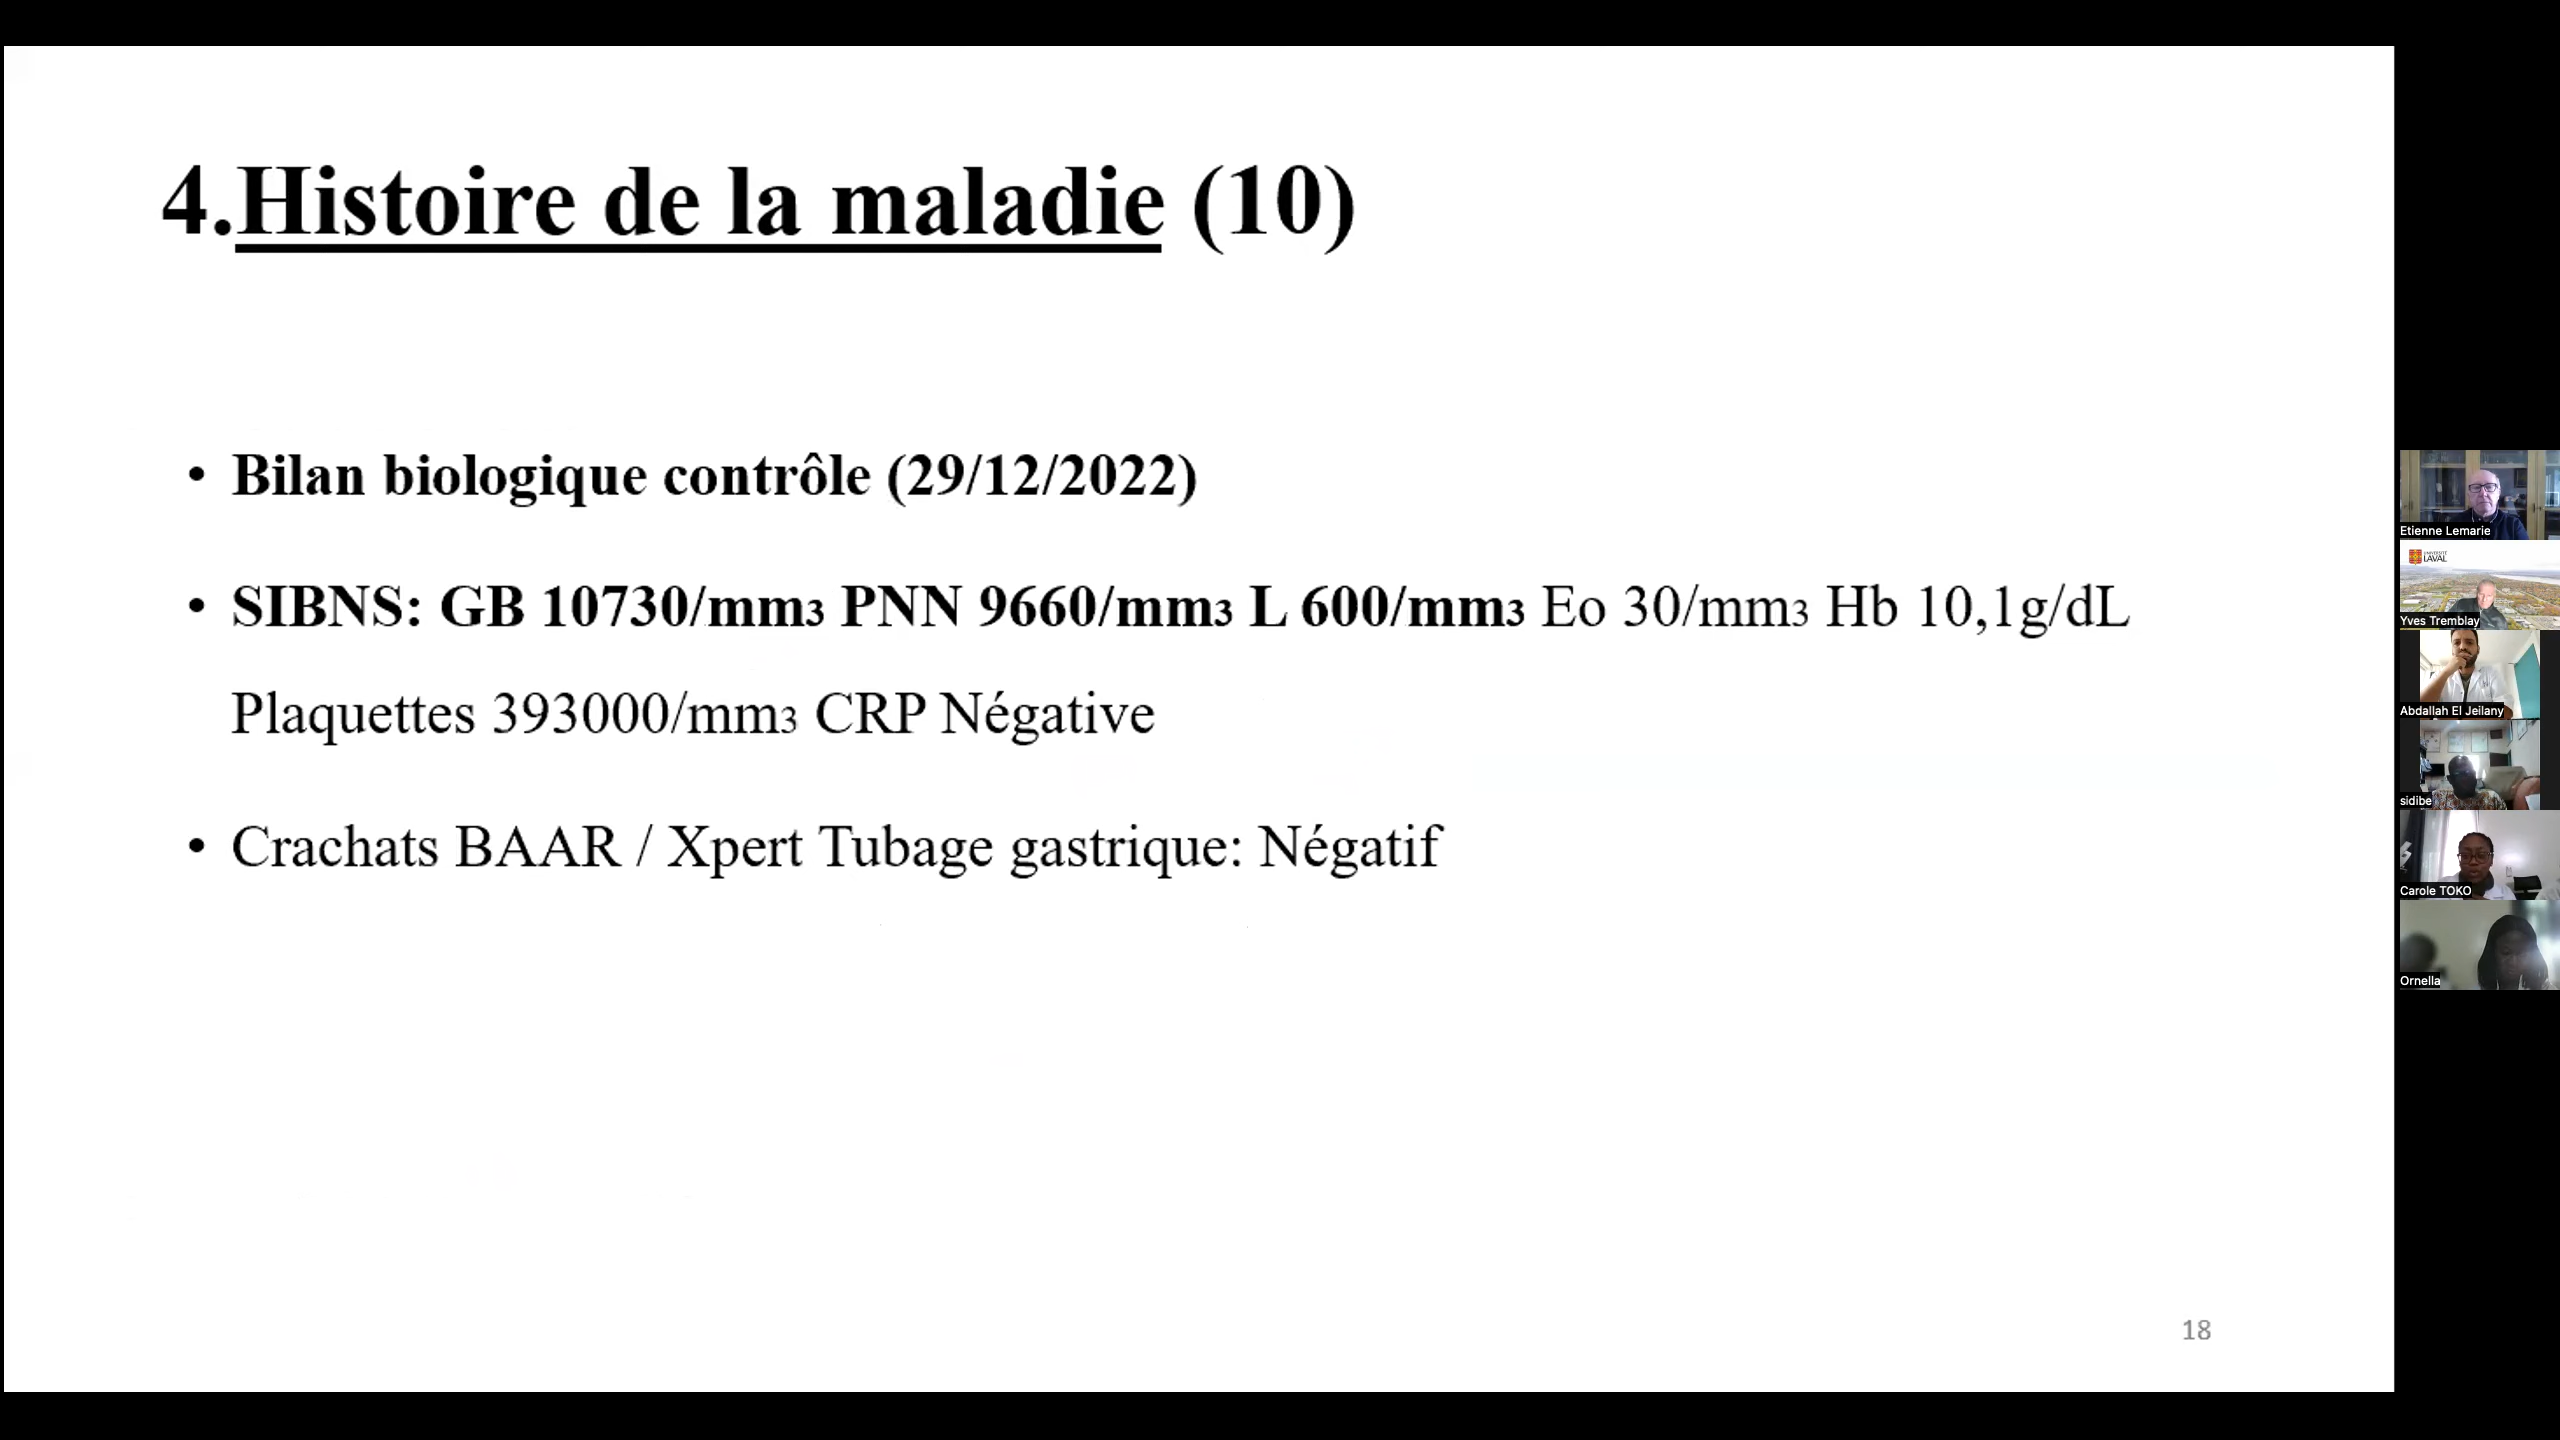 4.Histoire de la maladie (10)
• Bilan biologique contrôle (29/12/2022)
• SIBNS: GB 10730/mm3 PNN 9660/mm3 L 600/mm3 Eo 30/mm3 Hb 10,1g/dL
Plaquettes 393000/mm3 CRP Négative
• Crachats BAAR / Xpert Tubage gastrique: Négatif
18
Etienne Lemarie
UNIVERSITÉ
LAVAL
Yves Tremblay
Abdallah El Jeilany
sidibe
Carole TOKO
Ornella